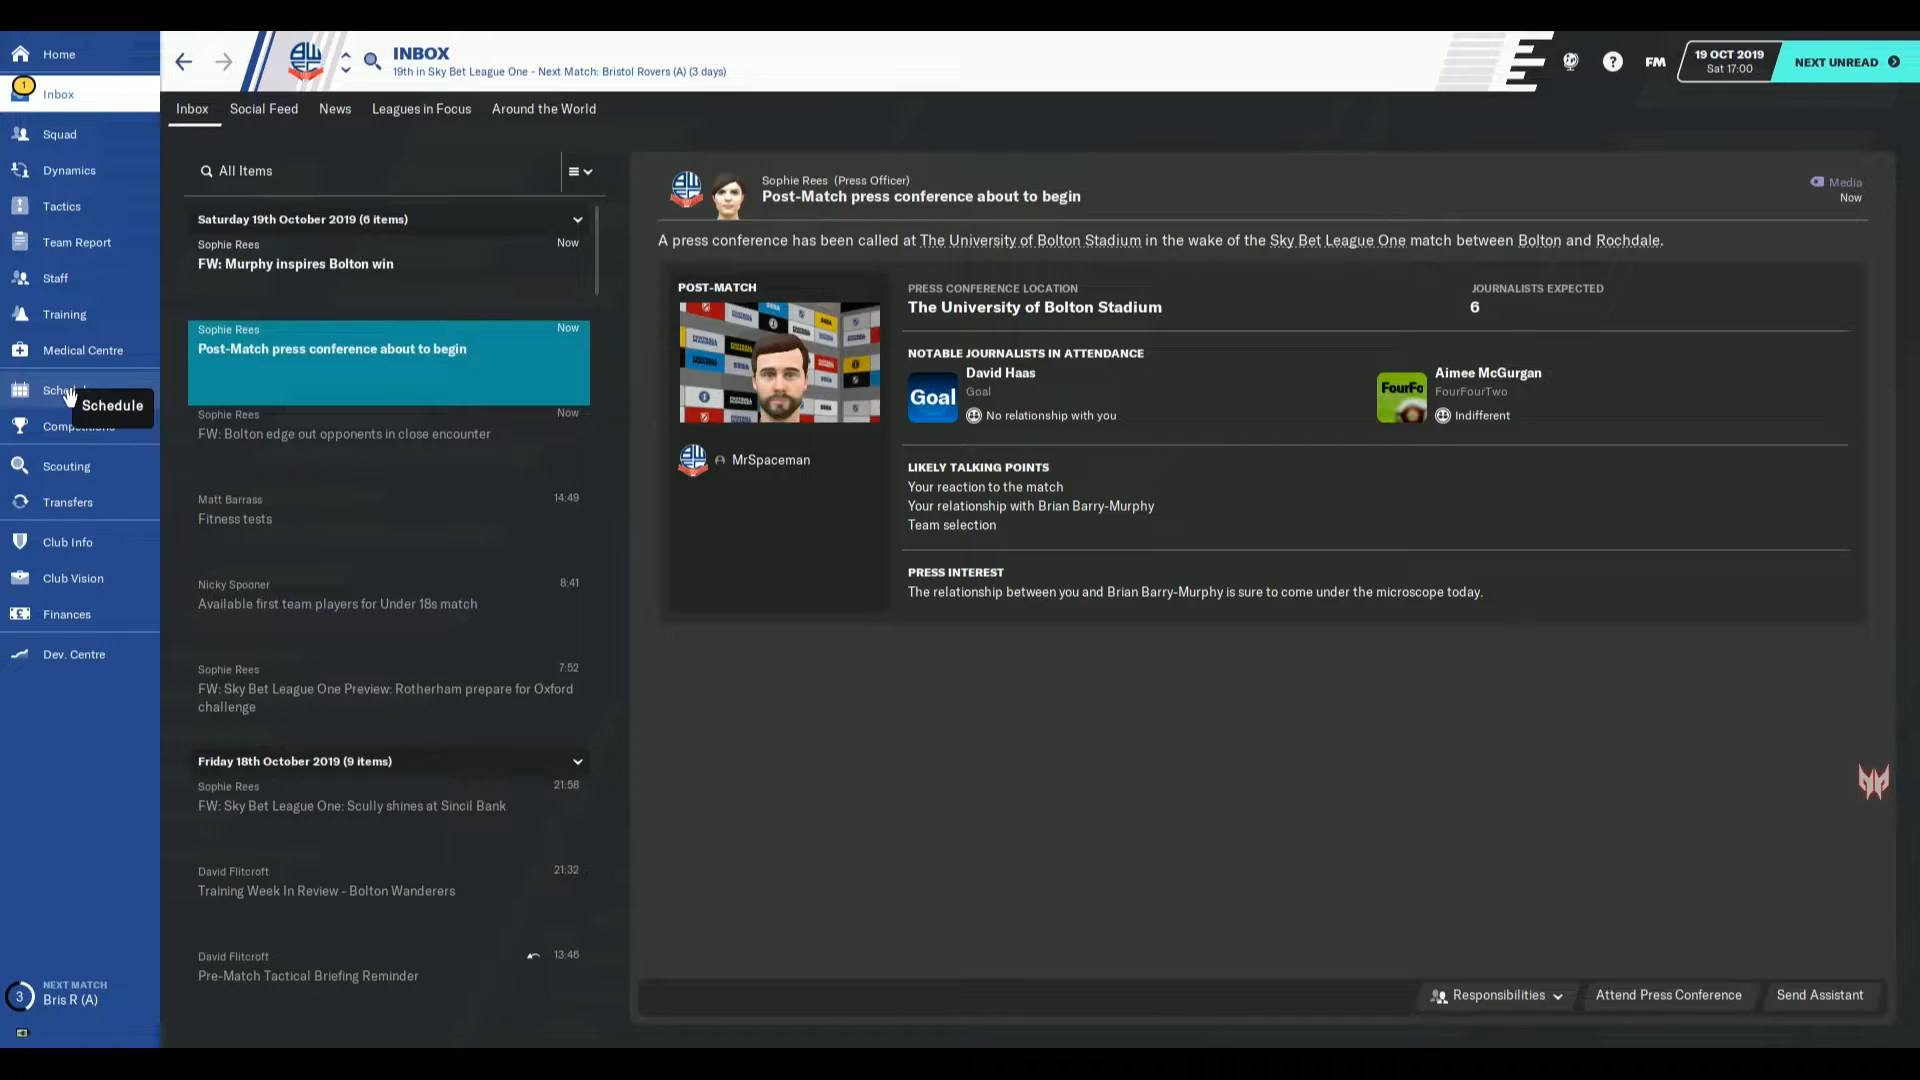 Home
1
Inbox
Squad
Dynamics
Tactics
Team Report
Staff
Training
Medical Centre
Schedule
Scouting
Transfers
Club Info
Club Vision
Finances
Dev. Centre
3
NEXT MATCH
Bris R (A)
INBOX
19th in Sky Bet League One - Next Match: Bristol Rovers (A) (3 days)
?
FM
19 OCT 2019
Sat 17:00
NEXT UNREAD
Inbox
Social Feed
News
Leagues in Focus
Around the World
All Items
Saturday 19th October 2019 (6 items)
Sophie Rees
Now
FW: Murphy inspires Bolton win
Sophie Rees
Now
Post-Match press conference about to begin
Sophie Rees
Now
FW: Bolton edge out opponents in close encounter
Matt Barrass
14:49
Fitness tests
Nicky Spooner
8:41
Available first team players for Under 18s match
Sophie Rees
7:52
FW: Sky Bet League One Preview: Rotherham prepare for Oxford
challenge
Friday 18th October 2019 (9 items)
Sophie Rees
21:58
FW: Sky Bet League One: Scully shines at Sincil Bank
David Flitcroft
21:32
Training Week In Review - Bolton Wanderers
David Flitcroft
13:46
Pre-Match Tactical Briefing Reminder
Sophie Rees (Press Officer)
Post-Match press conference about to begin
Media
Now
A press conference has been called at The University of Bolton Stadium in the wake of the Sky Bet League One match between Bolton and Rochdale.
POST-MATCH
MrSpaceman
PRESS CONFERENCE LOCATION
The University of Bolton Stadium
JOURNALISTS EXPECTED
6
NOTABLE JOURNALISTS IN ATTENDANCE
Goal
David Haas
Goal
No relationship with you
FourFo
Aimee McGurgan
FourFourTwo
Indifferent
LIKELY TALKING POINTS
Your reaction to the match
Your relationship with Brian Barry-Murphy
Team selection
PRESS INTEREST
The relationship between you and Brian Barry-Murphy is sure to come under the microscope today.
Responsibilities
Attend Press Conference
Send Assistant